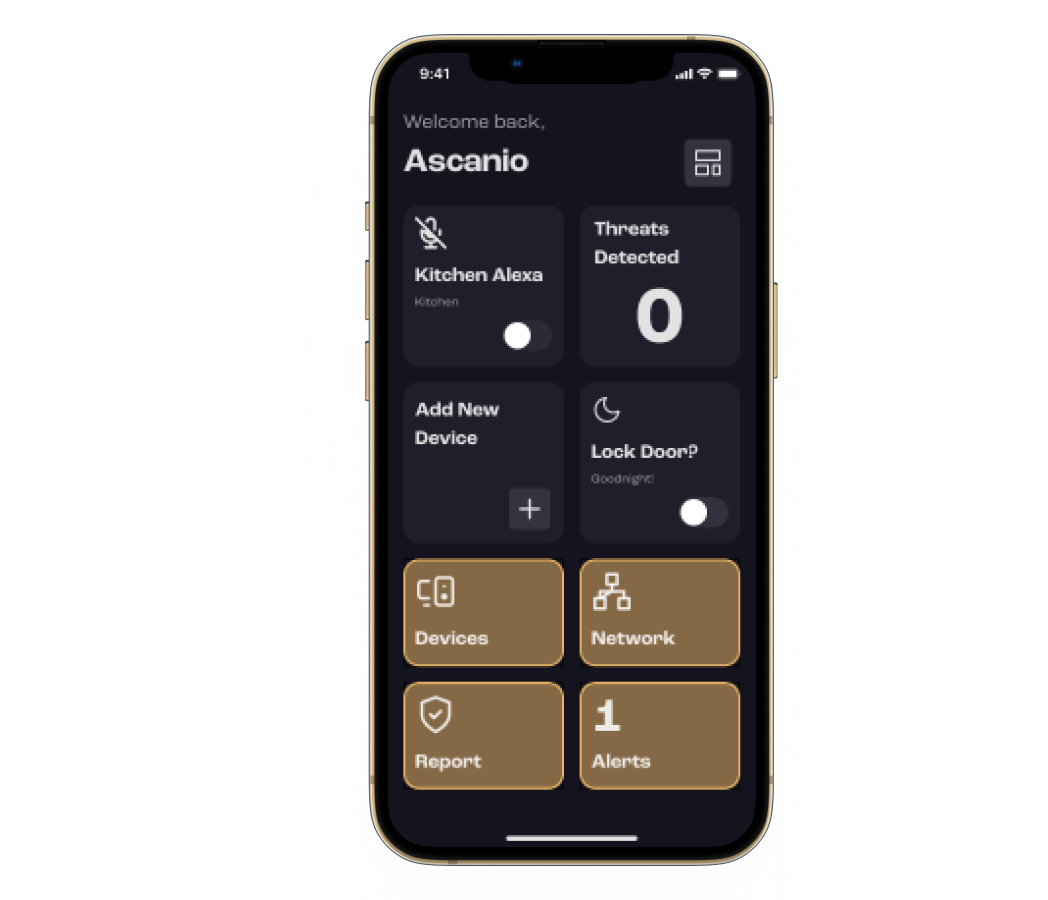 9:41
Welcome back,
Ascanio
Kitchen Alexa
Kitchen
Threats
Detected
0
Add New
Device
Lock Door?
Goodnight!
Devices
Network
Report
1
Alerts